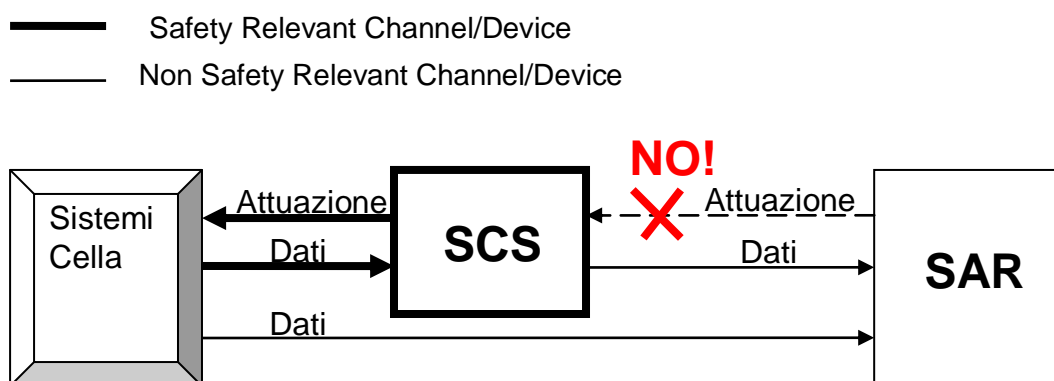 Safety Relevant Channel/Device
Non Safety Relevant Channel/Device
NO!
Sistemi
Cella
Attuazione
Dati
Dati
SCS
Attuazione
Dati
SAR